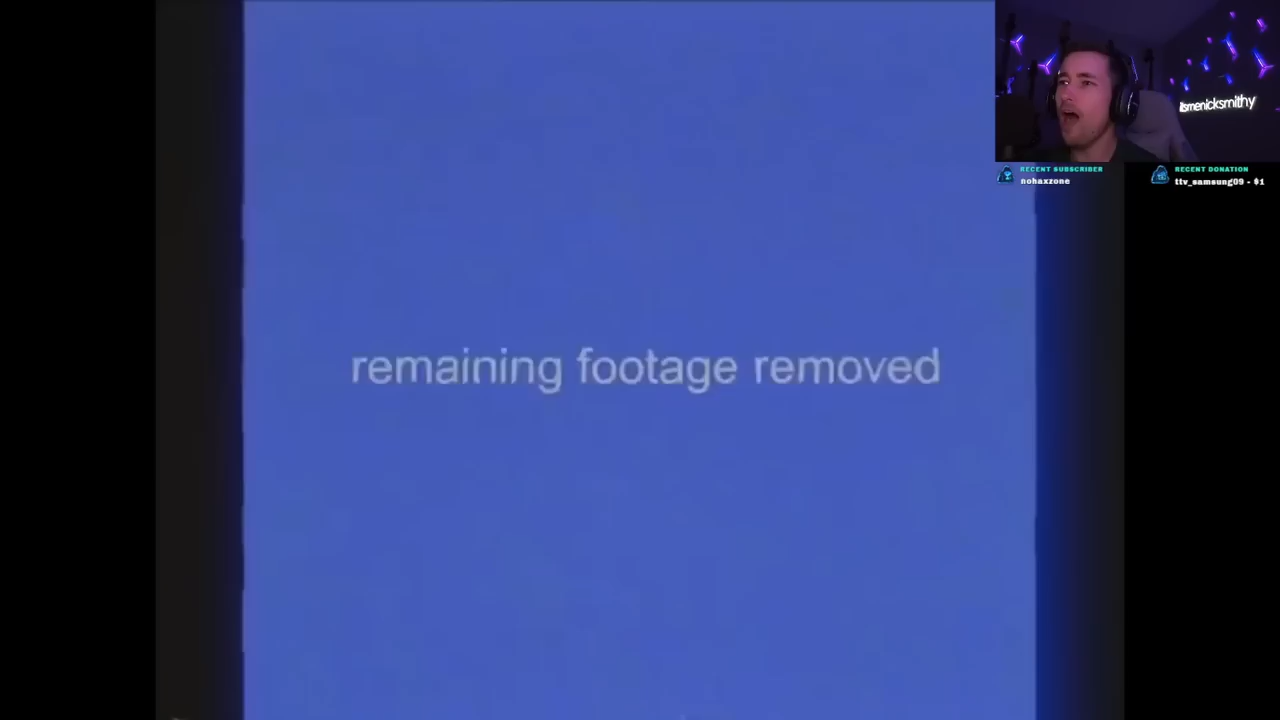 itsmenicksmithy
RECENT SUBSCRIBER
nohaxzone
RECENT DONATION
ttv_samsung09 - $1
remaining footage removed